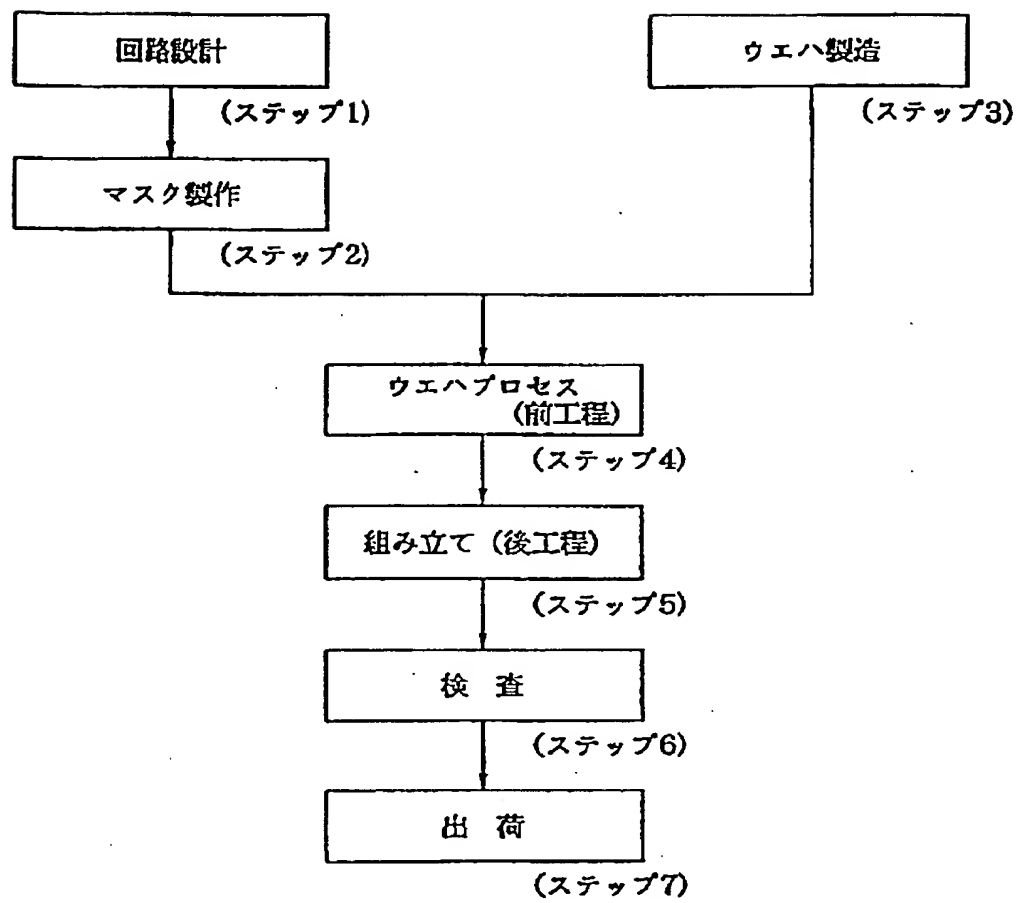 回路設計
(ステップ1)
マスク製作
(ステップ2)
ウエハ製造
(ステップ3)
ウエハプロセス
(前工程)
(ステップ4)
組み立て(後工程)
(ステップ5)
検 査
(ステップ6)
出 荷
(ステップ7)